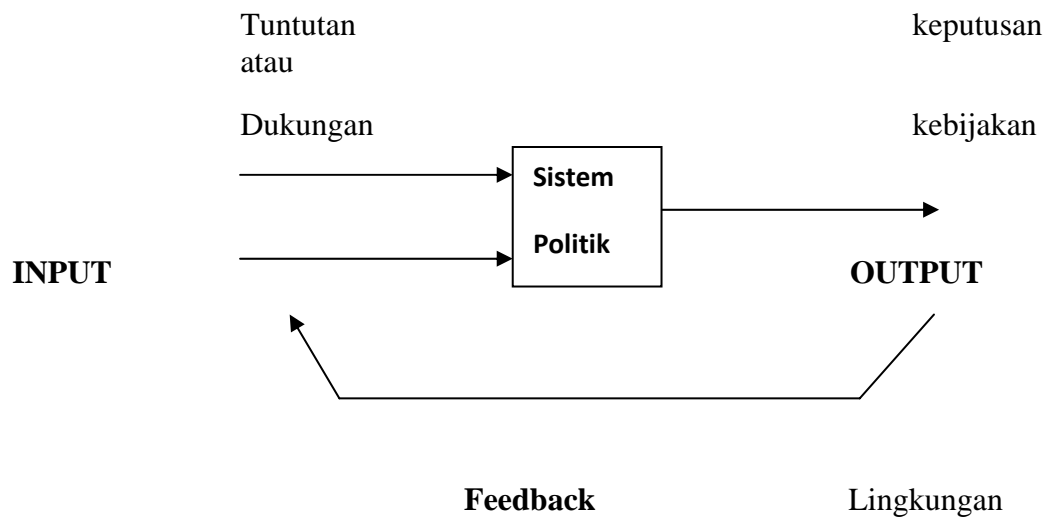 Tuntutan
atau
keputusan
Dukungan
kebijakan
Sistem
Politik
INPUT
OUTPUT
Feedback
Lingkungan